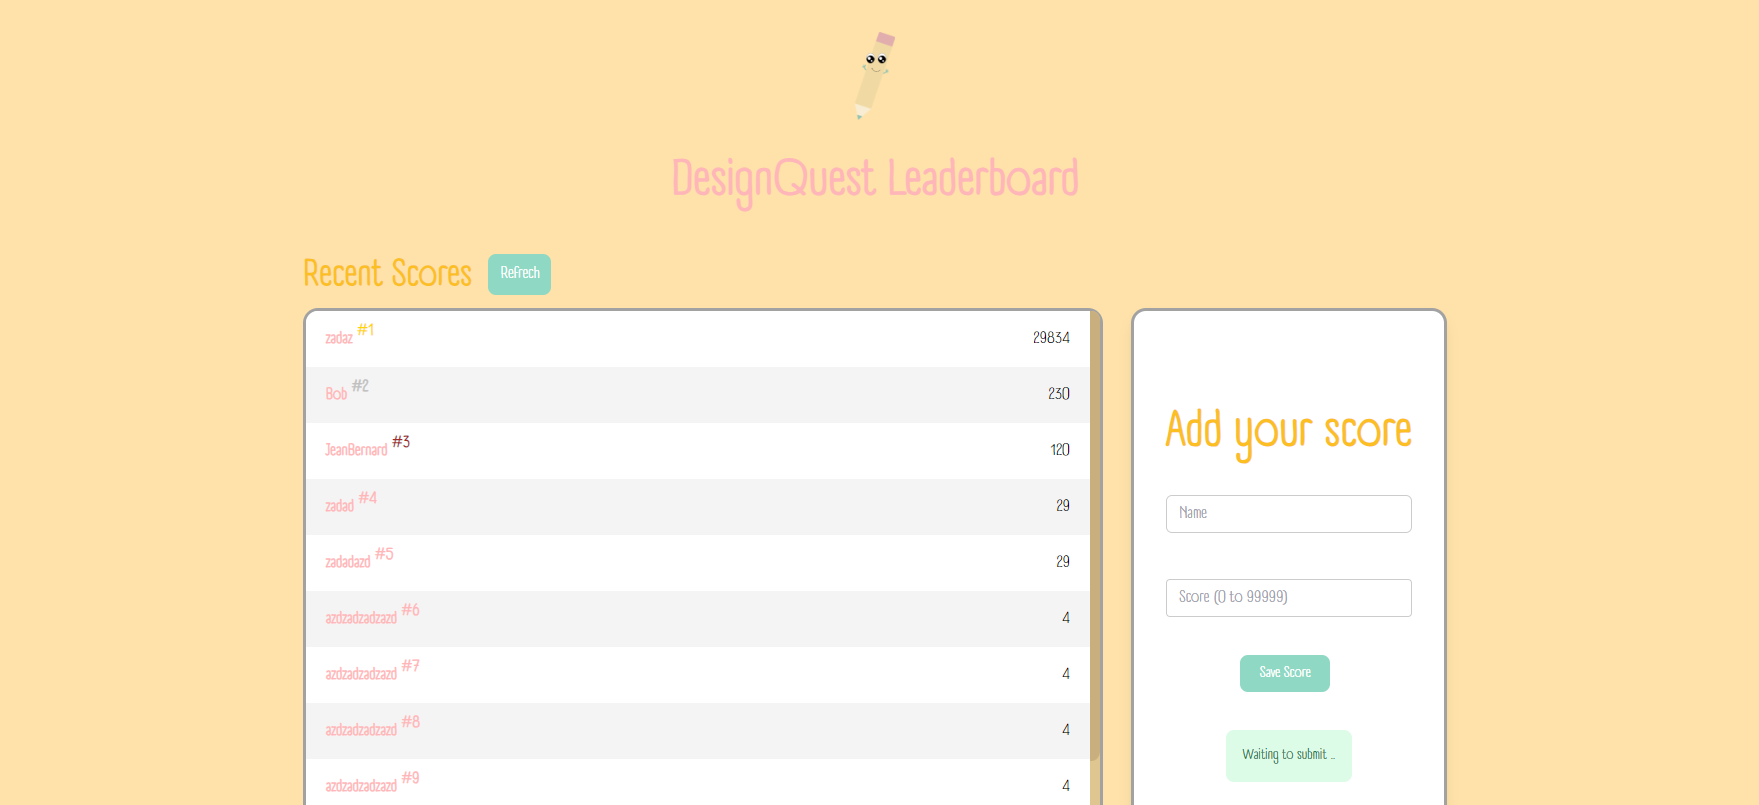 DesignQuest Leaderboard
Recent Scores
Refrech
zadaz #1 29834
Bob #2 230
JeanBernard #3 120
zadad #4 29
zadadazd #5 29
azdzadzadzazd #6 4
azdzadzadzazd #7 4
azdzadzadzazd #8 4
azdzadzadzazd #9 4
Add your score
Name
Score (0 to 99999)
Save Score
Waiting to submit ...